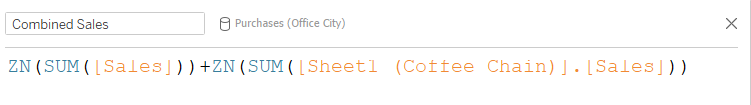 Combined Sales
Purchases (Office City)
ZN(SUM([Sales]))+ZN(SUM([Sheet1 (Coffee Chain)].[Sales]))